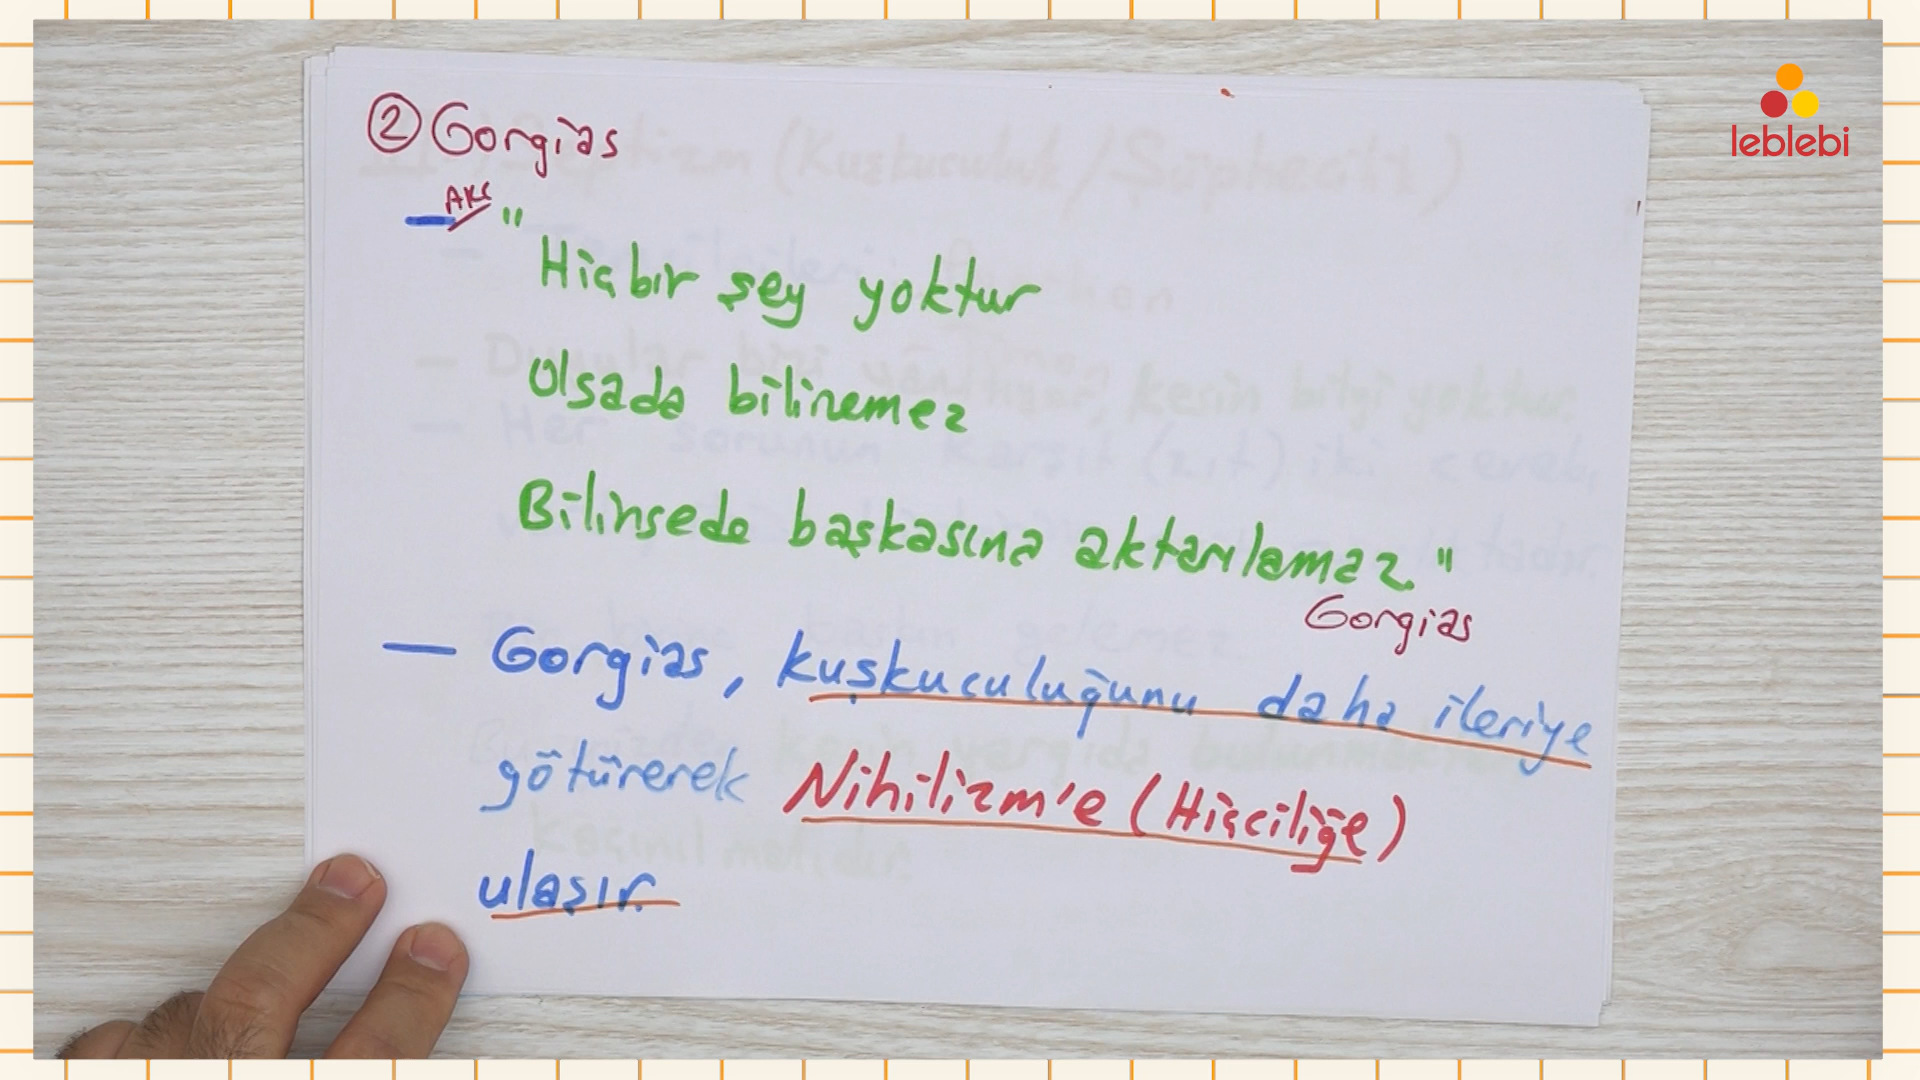 ② Gorgias
"
Hiçbir şey yoktur
Olsada bilinemez
Bilinsede başkasına aktarılamaz."
Gorgias
— Gorgias, kuşkuculuğunu daha ileriye
götürerek Nihilizm'e (Hiççiliğe)
ulaşır.
leblebi